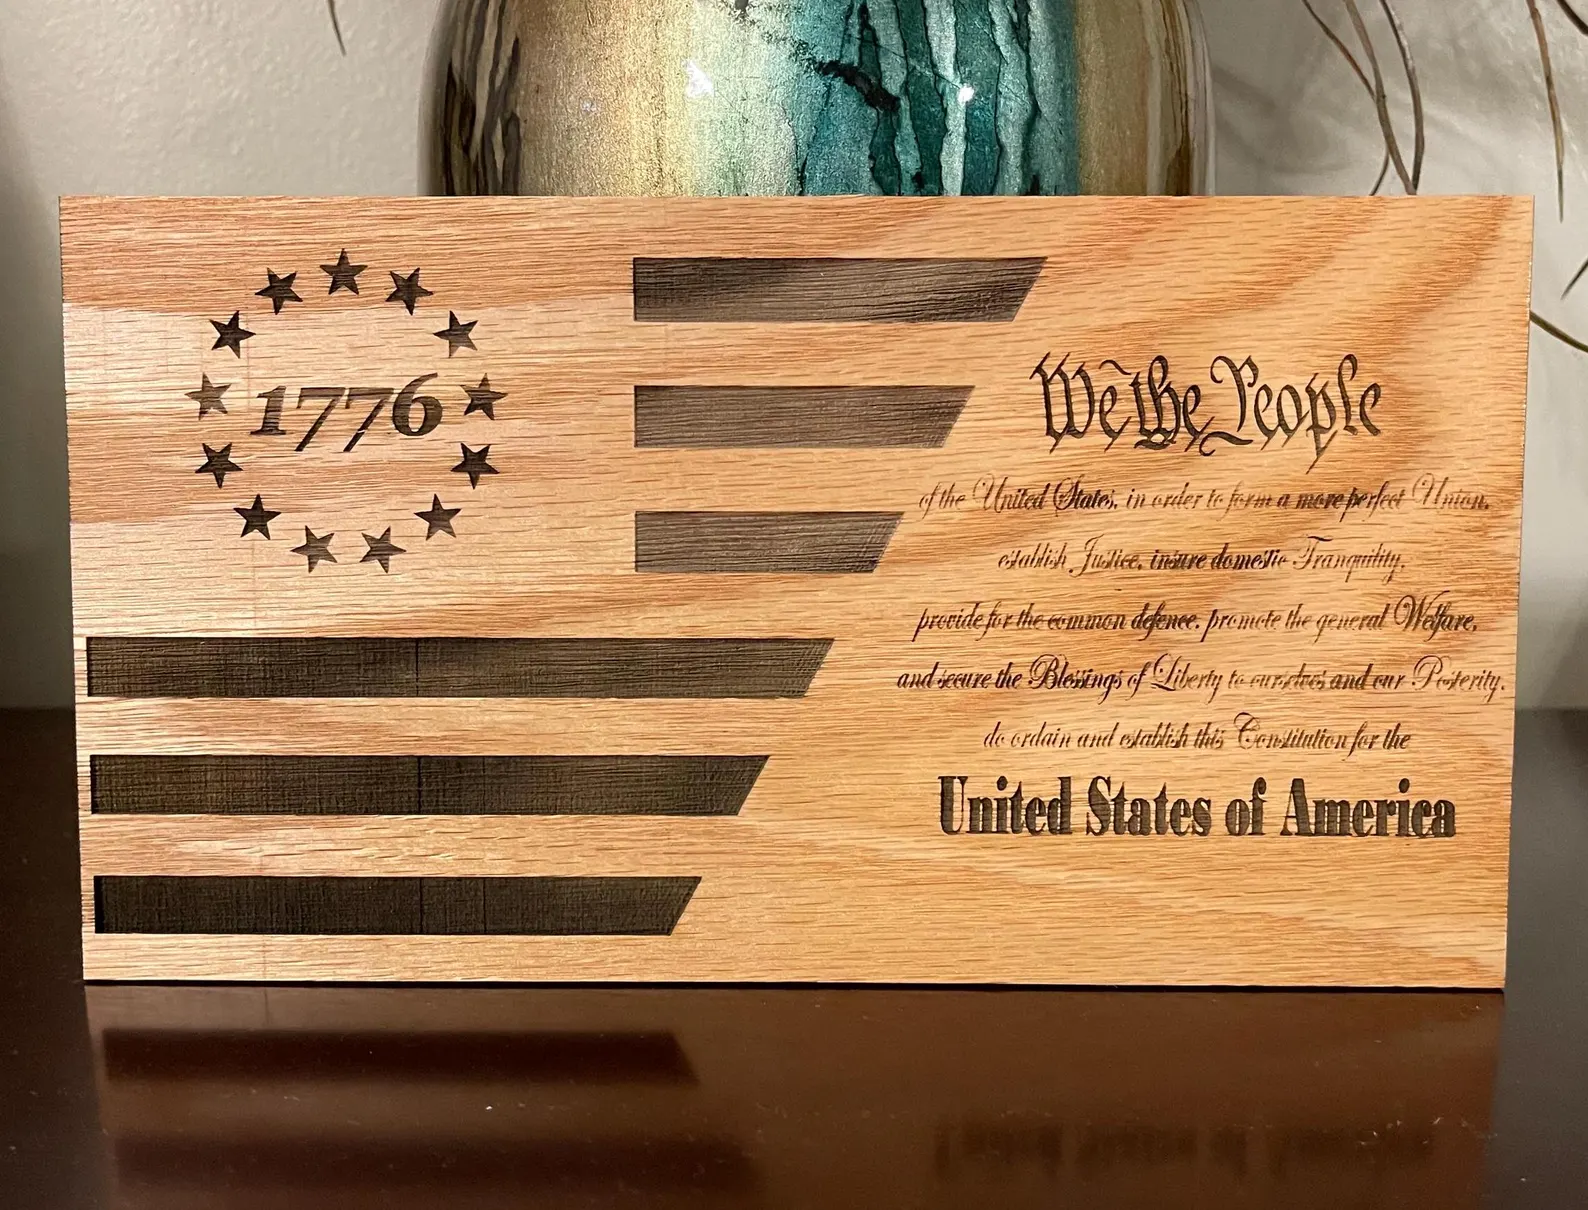 1776
We the People
of the United States, in order to form a more perfect Union,
establish Justice, insure domestic Tranquility,
provide for the common defence, promote the general Welfare,
and secure the Blessings of Liberty to ourselves and our Posterity,
do ordain and establish this Constitution for the
United States of America